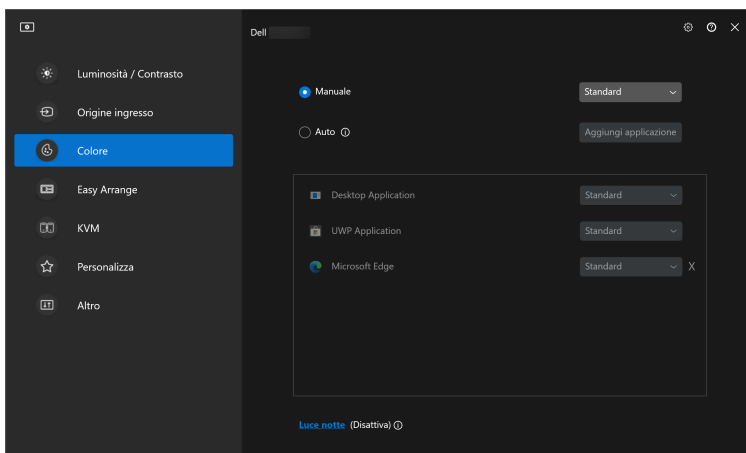 Dell
Luminosità / Contrasto
Origine ingresso
Colore
Easy Arrange
KVM
Personalizza
Altro
Manuale Standard
Auto Aggiungi applicazione
Desktop Application Standard
UWP Application Standard
Microsoft Edge Standard X
Luce notte (Disattiva)